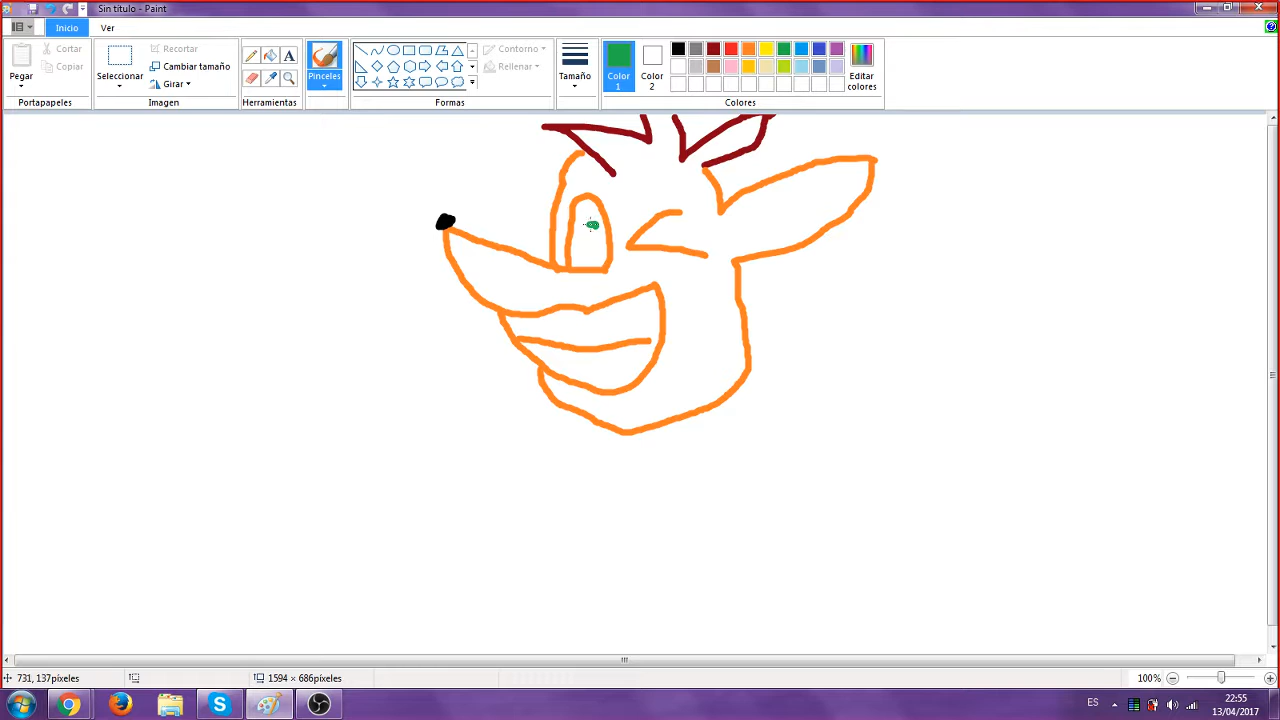 Sin título - Paint
Inicio Ver
Pegar
Cortar
Copiar
Portapapeles
Seleccionar
Recortar
Cambiar tamaño
Girar
Imagen
A
Herramientas
Pinceles
Contorno
Rellenar
Formas
Tamaño
Color
1
Color
2
Editar
colores
Colores
731, 137píxeles
1594 × 686píxeles
100%
S
ES
22:55
13/04/2017